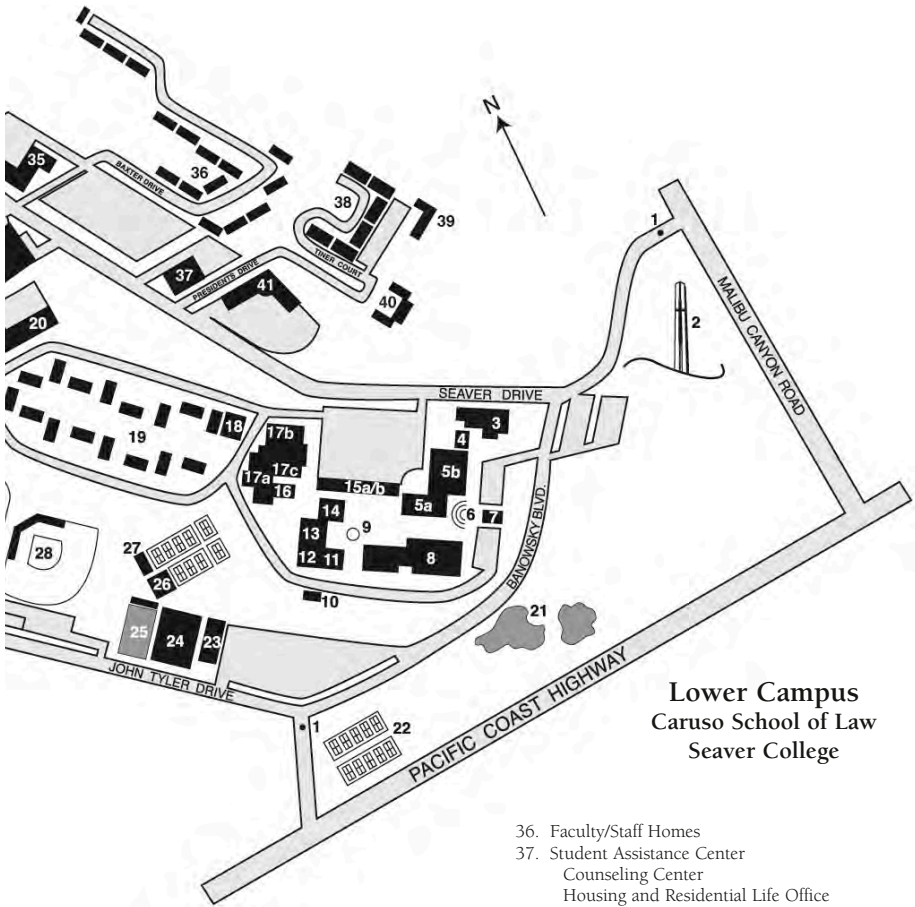 N
35
BAXTER DRIVE
36
38
39
1
37
PRESIDENTS DRIVE
TINER COURT
41
40
MALIBU CANYON ROAD
2
20
SEAVER DRIVE
3
4
18
17b
19
5b
17a
17c
16
15a/b
5a
14
6
7
9
13
BANOWSKY BLVD.
28
27
12
11
8
26
10
21
25
24
23
JOHN TYLER DRIVE
PACIFIC COAST HIGHWAY
1
22
Lower Campus
Caruso School of Law
Seaver College
36. Faculty/Staff Homes
37. Student Assistance Center
Counseling Center
Housing and Residential Life Office